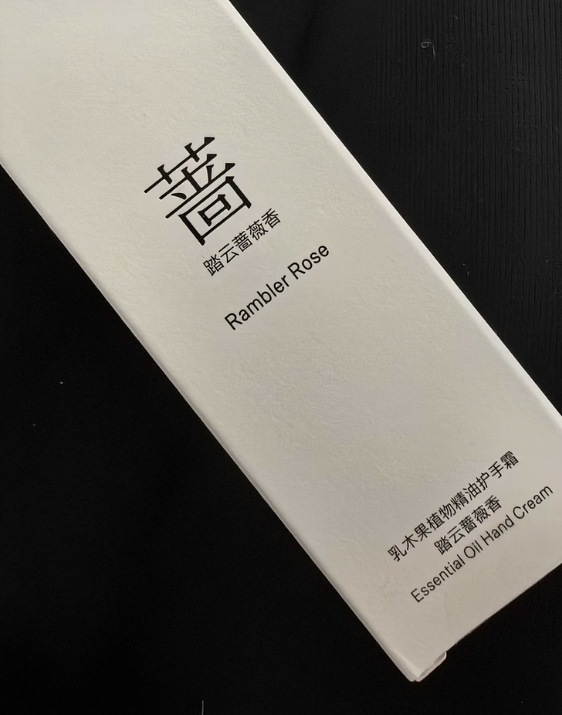 蔷
踏云蔷薇香
Rambler Rose
乳木果植物精油护手霜
踏云蔷薇香
Essential Oil Hand Cream